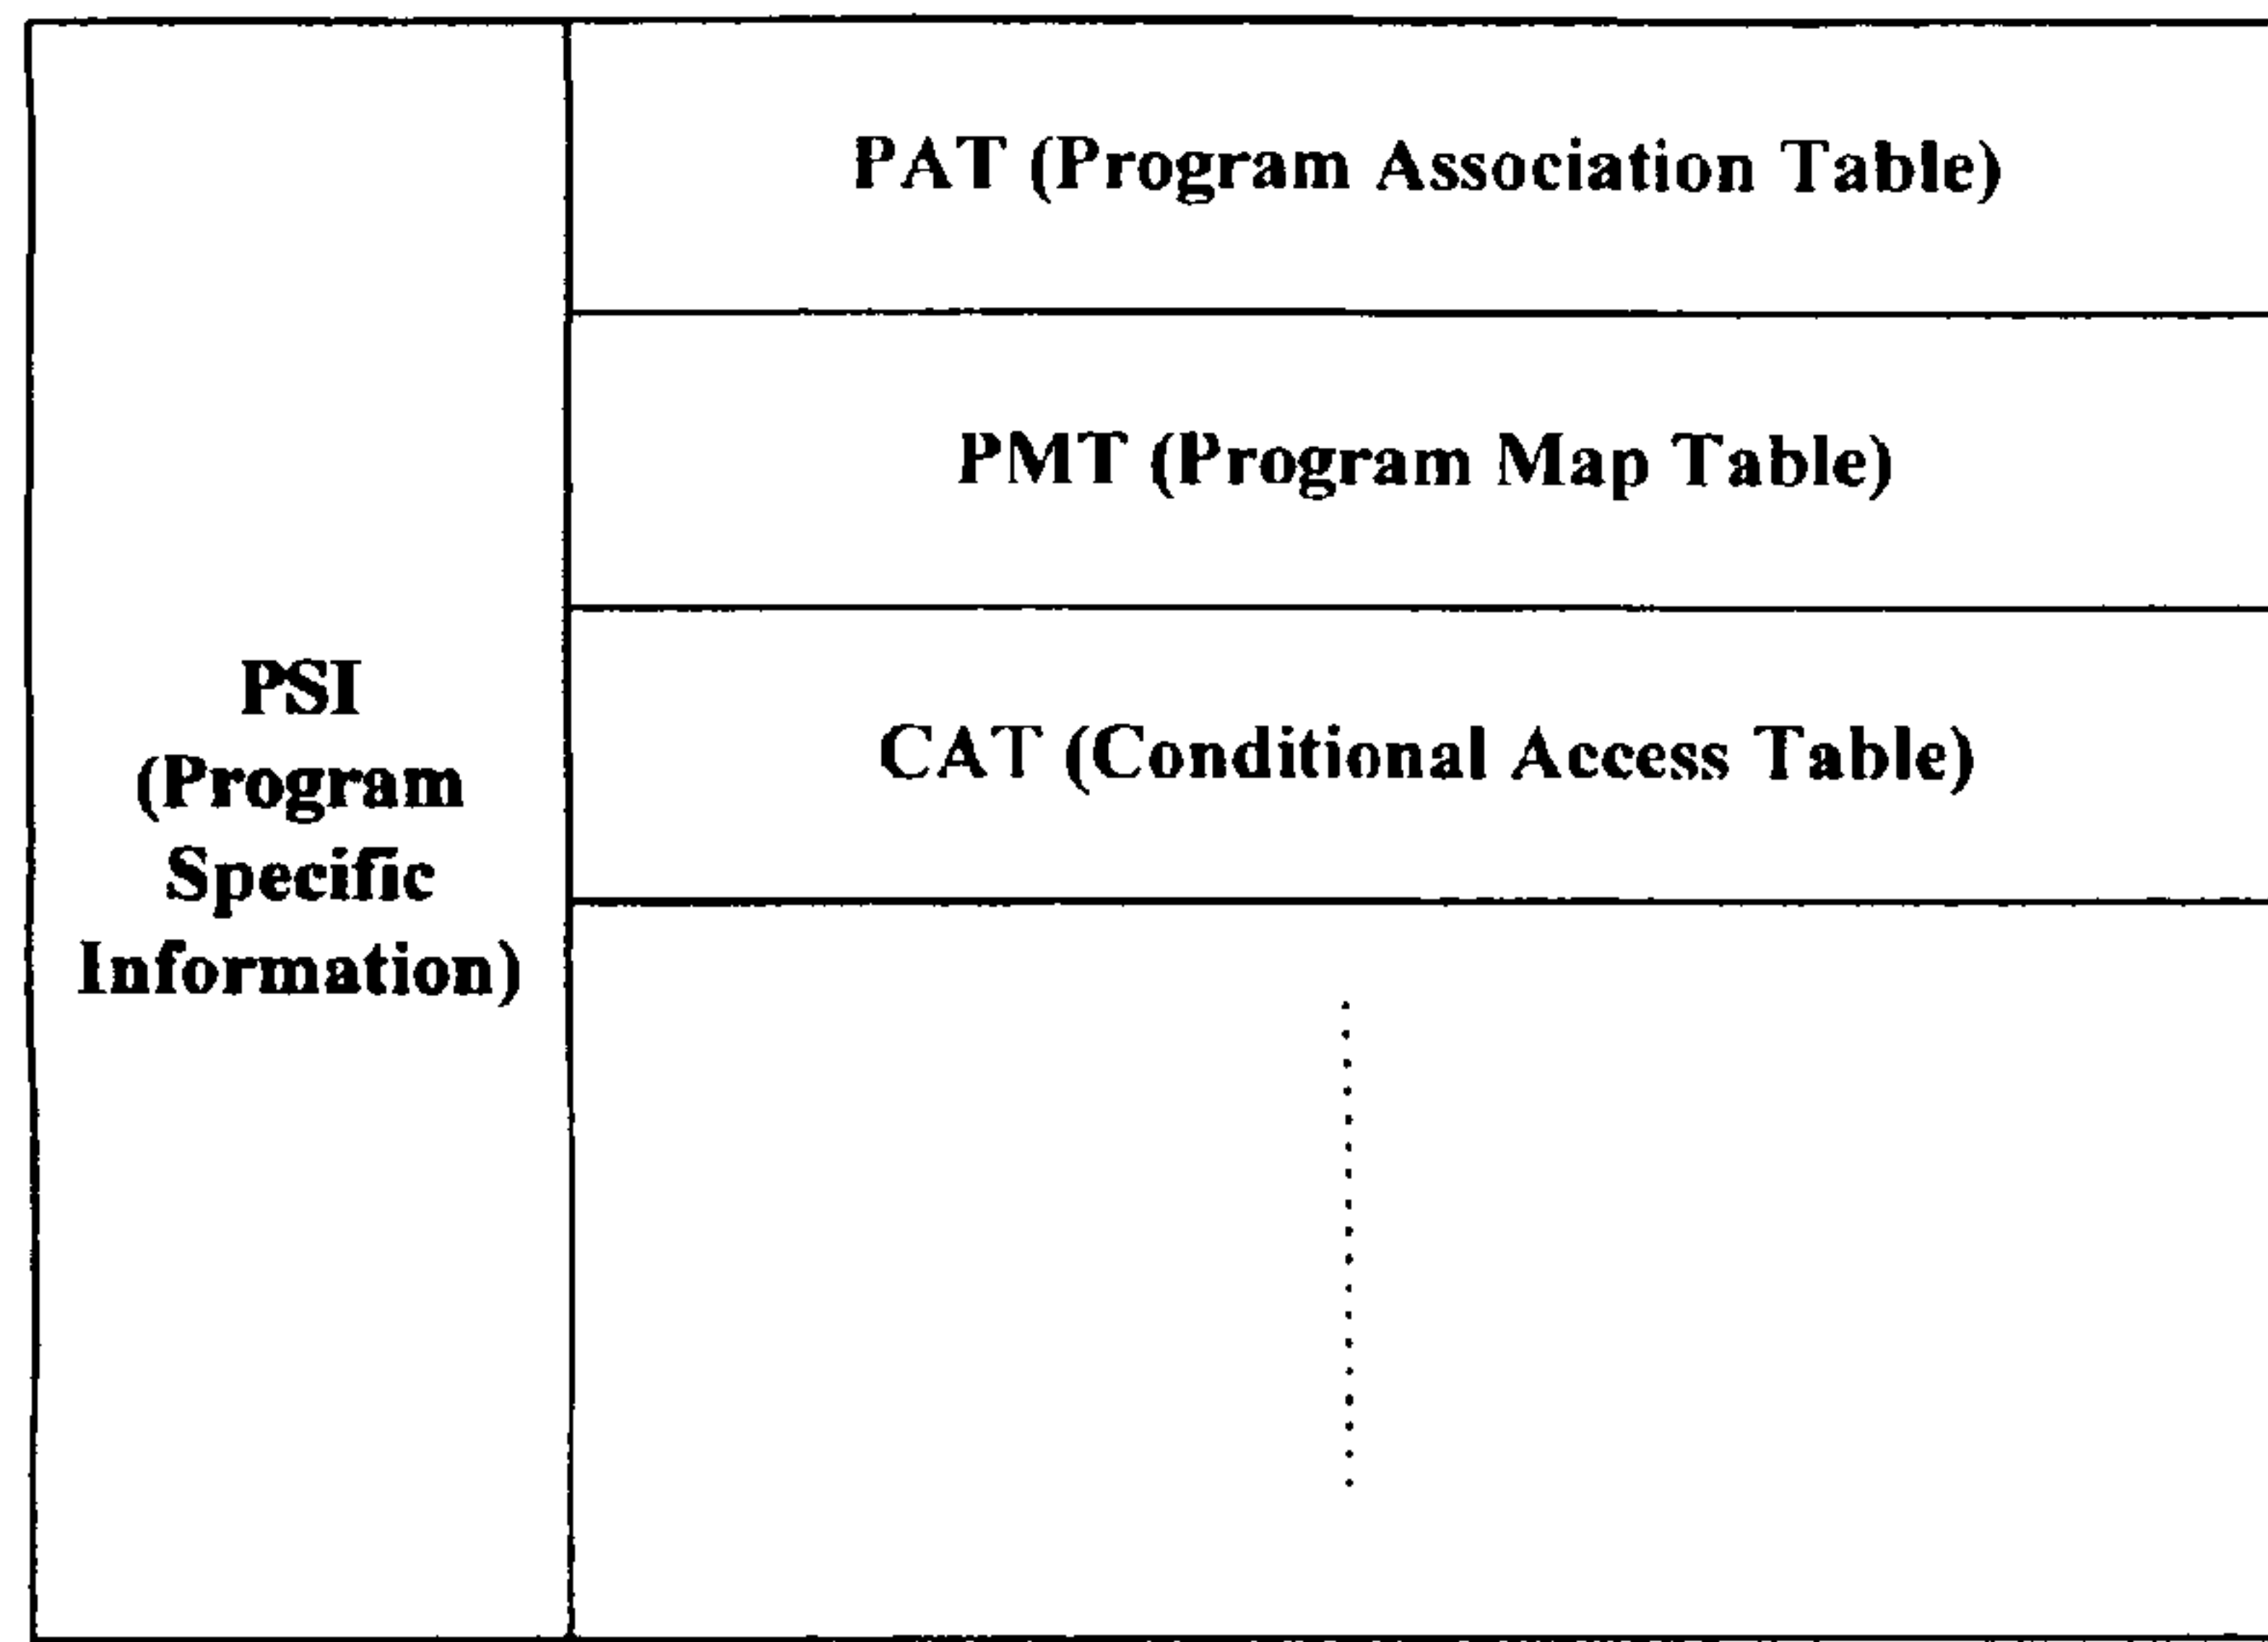 PSI
(Program
Specific
Information)
PAT (Program Association Table)
PMT (Program Map Table)
CAT (Conditional Access Table)